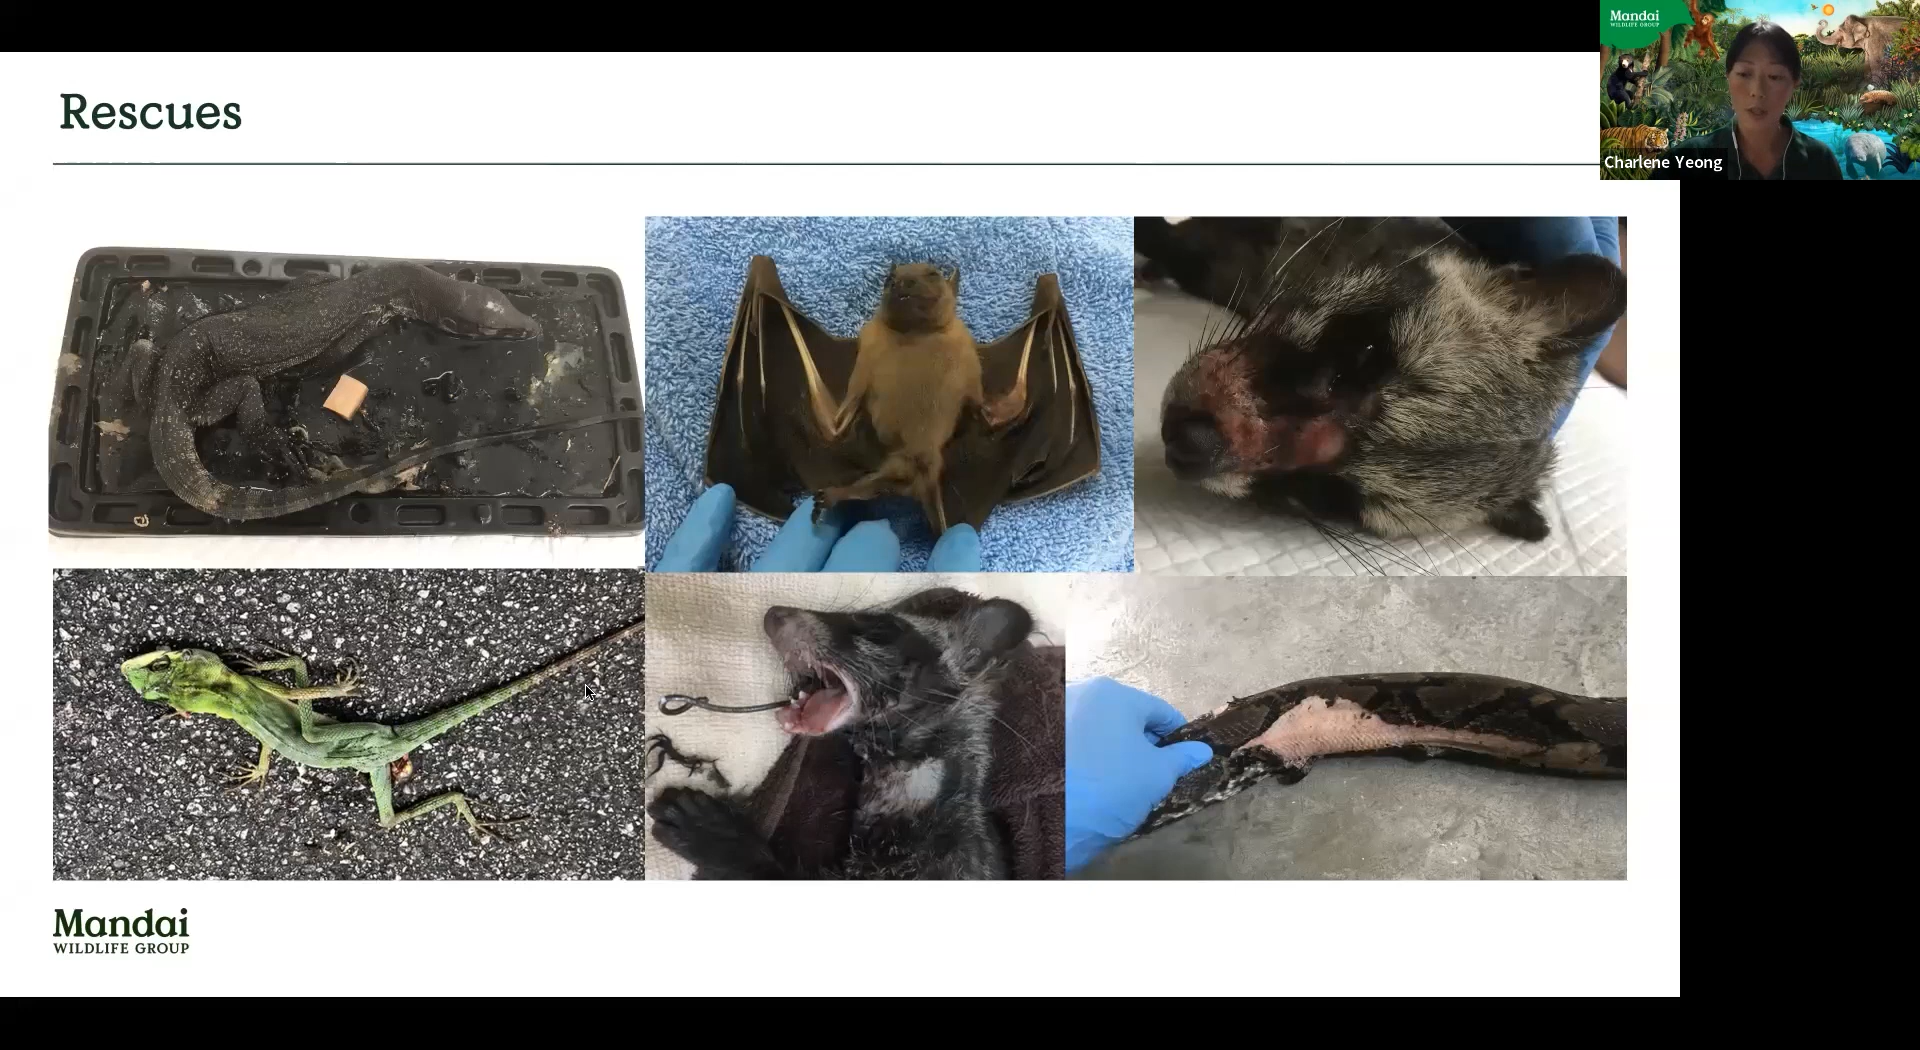 Rescues
Mandai
WILDLIFE GROUP
Charlene Yeong
Mandai
WILDLIFE GROUP